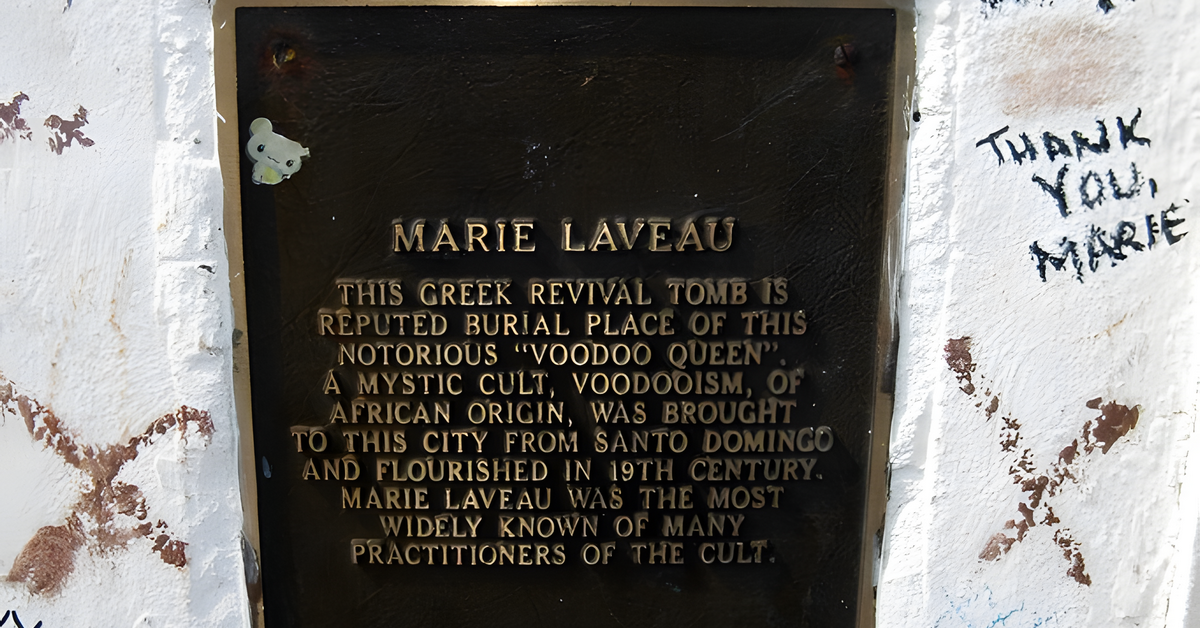 MARIE LAVEAU
THIS GREEK REVIVAL TOMB IS
REPUTED BURIAL PLACE OF THIS
NOTORIOUS “VOODOO QUEEN”.
A MYSTIC CULT, VOODOOISM, OF
AFRICAN ORIGIN, WAS BROUGHT
TO THIS CITY FROM SANTO DOMINGO
AND FLOURISHED IN 19TH CENTURY.
MARIE LAVEAU WAS THE MOST
WIDELY KNOWN OF MANY
PRACTITIONERS OF THE CULT.
THANK
YOU,
MARIE